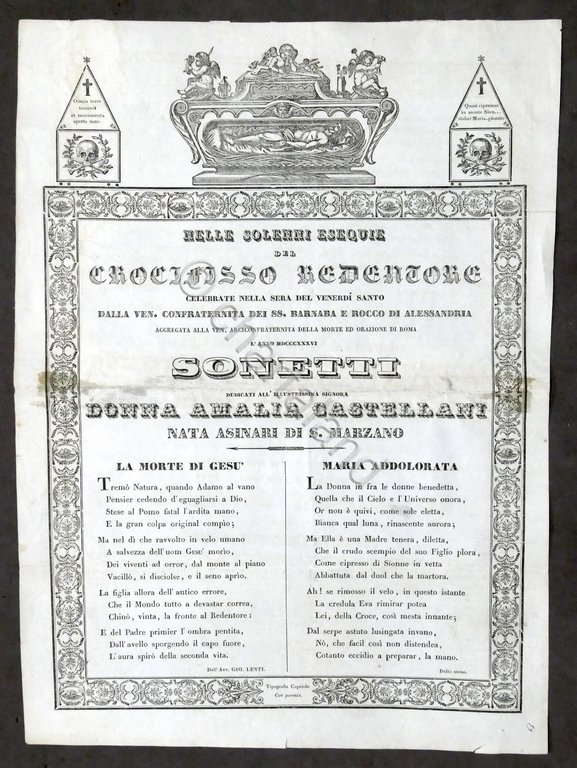 Omnis terra
tremuit
et monumenta
aperta sunt.
Quasi cipressus
in monte Sion...
stabat Maria.. plorans
NELLE SOLENNI ESEQUIE
DEL
CROCIFISSO REDENTORE
CELEBRATE NELLA SERA DEL VENERDÌ SANTO
DALLA VEN. CONFRATERNITA DEI SS. BARNABA E ROCCO DI ALESSANDRIA
AGGREGATA ALLA VEN. ARCICONFRATERNITA DELLA MORTE ED ORAZIONE DI ROMA
L'ANNO MDCCCXXXVI
SONETTI
DEDICATI ALL' ILLUSTRISSIMA SIGNORA
DONNA AMALIA CASTELLANI
NATA ASINARI DI S. MARZANO
LA MORTE DI GESU'
Tremò Natura, quando Adamo al vano
Pensier cedendo d'eguagliarsi a Dio,
Stese al Pomo fatal l'ardita mano,
E la gran colpa original compìo;
Ma nel dì che ravvolto in velo umano
A salvezza dell'uom Gesu' morìo,
Dei viventi ad orror, dal monte al piano
Vacillò, si disciolse, e il seno aprìo.
La figlia allora dell'antico errore,
Che il Mondo tutto a devastar correa,
Chinò, vinta, la fronte al Redentore:
E del Padre primier l'ombra pentita,
Dall'avello sporgendo il capo fuore,
L'aura spirò della seconda vita.
Dell'Avv. GIO. LENTI.
MARIA ADDOLORATA
La Donna in fra le donne benedetta,
Quella che il Cielo e l'Universo onora,
Or non è quivi, come sole eletta,
Bianca qual luna, rinascente aurora;
Ma Ella è una Madre tenera, diletta,
Che il crudo scempio del suo Figlio plora,
Come cipresso di Sionne in vetta
Abbattuta dal duol che la martora.
Ah! se rimosso il velo, in questo istante
La credula Eva rimirar potea
Lei, della Croce, così mesta innante;
Dal serpe astuto lusingata invano,
Nò, che facil così non distendea,
Cotanto eccidio a preparar, la mano.
Dello stesso.
Tipografia Capriolo
Con permis.